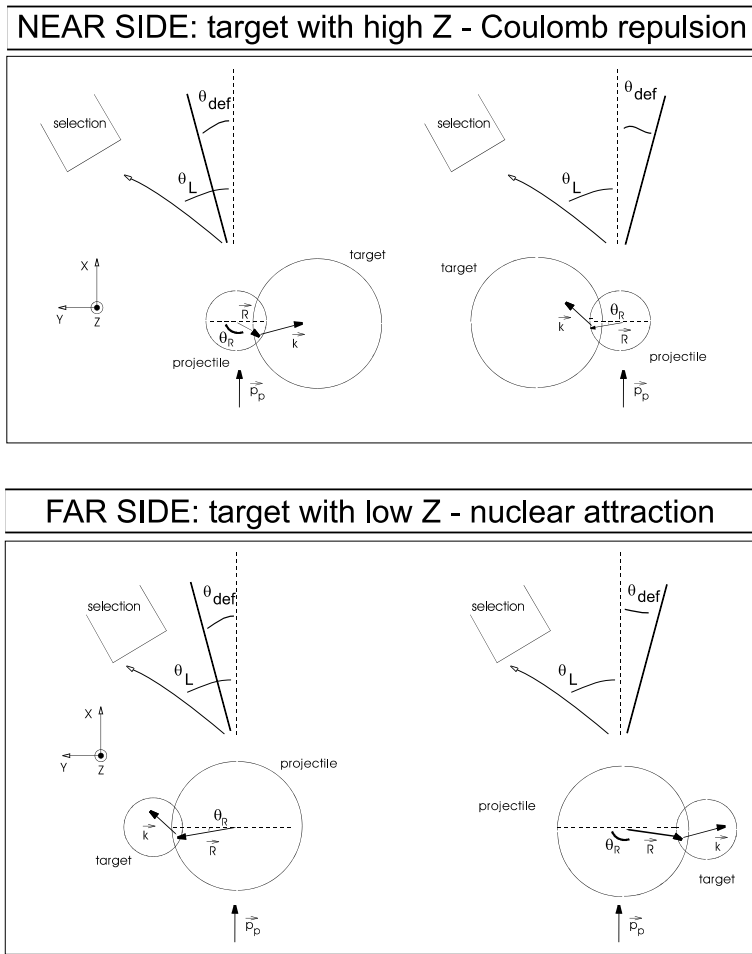 NEAR SIDE: target with high Z - Coulomb repulsion
θdef
selection
θL
target
X
Y
Z
R
θR
k
projectile
pp
θdef
selection
θL
target
θR
k
R
projectile
pp
FAR SIDE: target with low Z - nuclear attraction
θdef
selection
θL
X
Y
Z
projectile
θR
k
R
target
pp
θdef
selection
θL
projectile
θR
R
k
target
pp